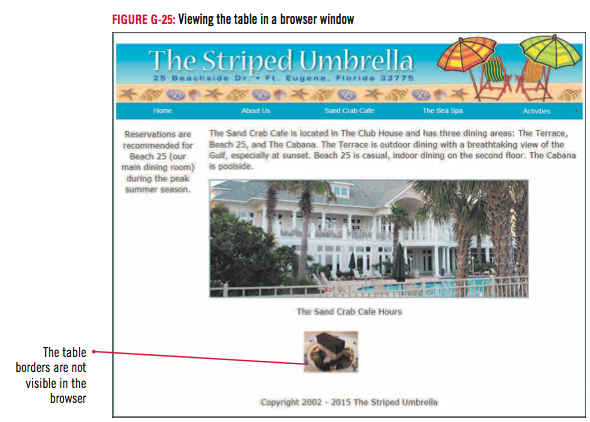 FIGURE G-25: Viewing the table in a browser window
The Striped Umbrella
25 Beachside Dr. • Ft. Eugene, Florida 33775
Home About Us Sand Crab Cafe The Sea Spa Activities
Reservations are
recommended for
Beach 25 (our
main dining room)
during the peak
summer season.
The Sand Crab Cafe is located in The Club House and has three dining areas: The Terrace,
Beach 25, and The Cabana. The Terrace is outdoor dining with a breathtaking view of the
Gulf, especially at sunset. Beach 25 is casual, indoor dining on the second floor. The Cabana
is poolside.
The Sand Crab Cafe Hours
The table
borders are not
visible in the
browser
Copyright 2002 - 2015 The Striped Umbrella